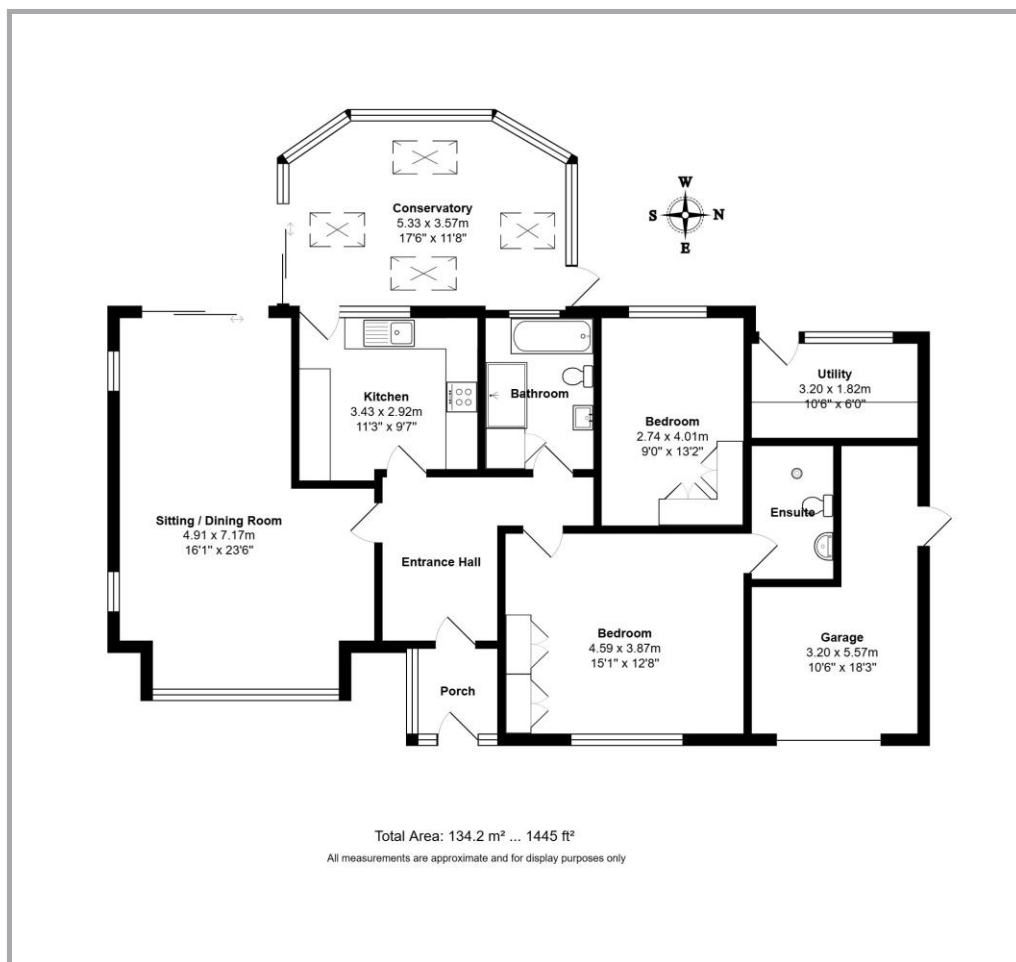 W
S N
E
Conservatory
5.33 x 3.57m
17'6" x 11'8"
Kitchen
3.43 x 2.92m
11'3" x 9'7"
Bathroom
Bedroom
2.74 x 4.01m
9'0" x 13'2"
Utility
3.20 x 1.82m
10'6" x 6'0"
Sitting / Dining Room
4.91 x 7.17m
16'1" x 23'6"
Ensuite
Entrance Hall
Bedroom
4.59 x 3.87m
15'1" x 12'8"
Garage
3.20 x 5.57m
10'6" x 18'3"
Porch
Total Area: 134.2 m² ... 1445 ft²
All measurements are approximate and for display purposes only